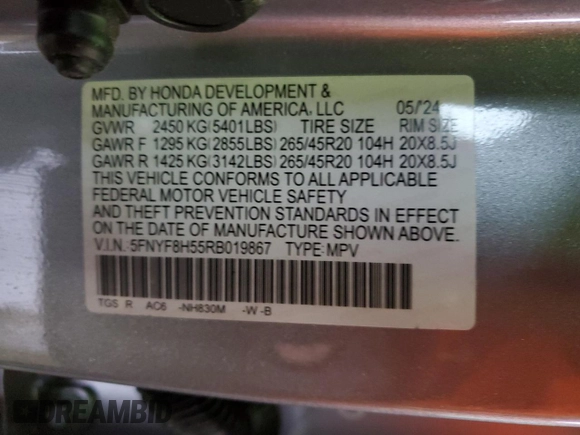 MFD. BY HONDA DEVELOPMENT &
MANUFACTURING OF AMERICA, LLC 05/'24
GVWR 2450 KG(5401LBS) TIRE SIZE RIM SIZE
GAWR F 1295 KG(2855LBS) 265/45R20 104H 20X8.5J
GAWR R 1425 KG(3142LBS) 265/45R20 104H 20X8.5J
THIS VEHICLE CONFORMS TO ALL APPLICABLE
FEDERAL MOTOR VEHICLE SAFETY
AND THEFT PREVENTION STANDARDS IN EFFECT
ON THE DATE OF MANUFACTURE SHOWN ABOVE.
V.I.N.:5FNYF8H55RB019867 TYPE:MPV
TGS R AC6 -NH830M -W -B
DREAMBID